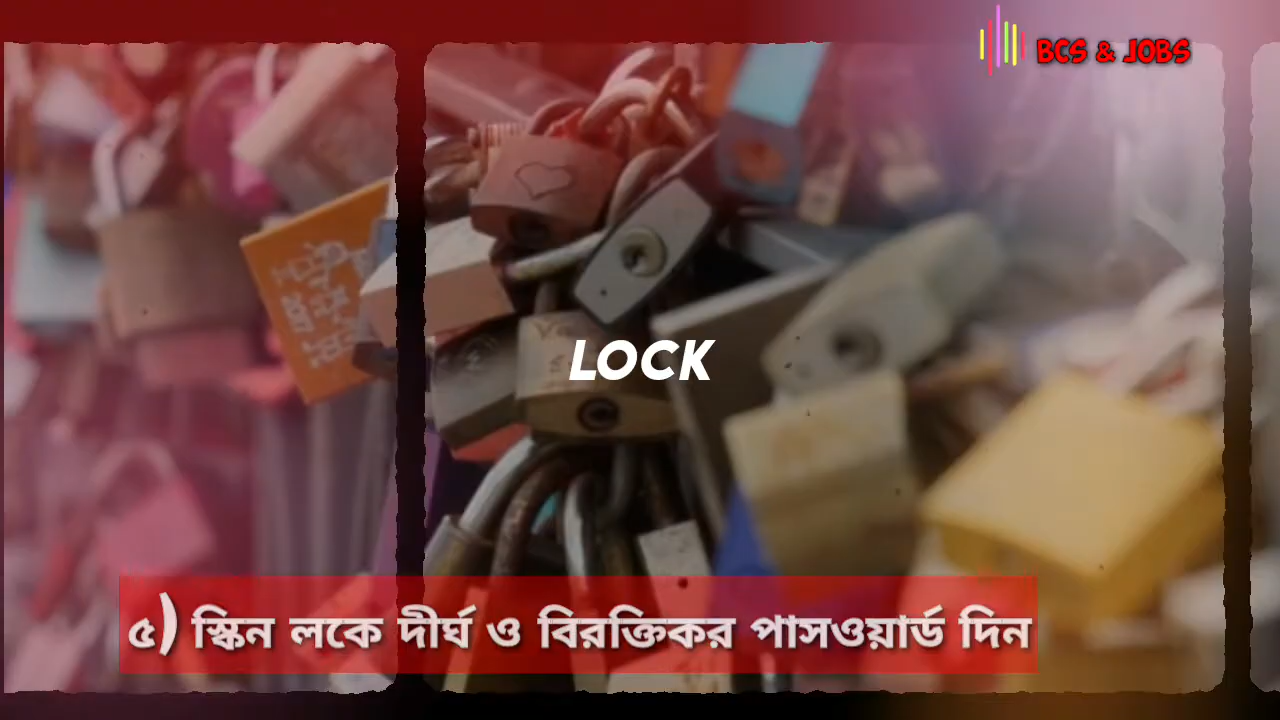 BCS & JOBS
LOCK
৫) স্কিন লকে দীর্ঘ ও বিরক্তিকর পাসওয়ার্ড দিন